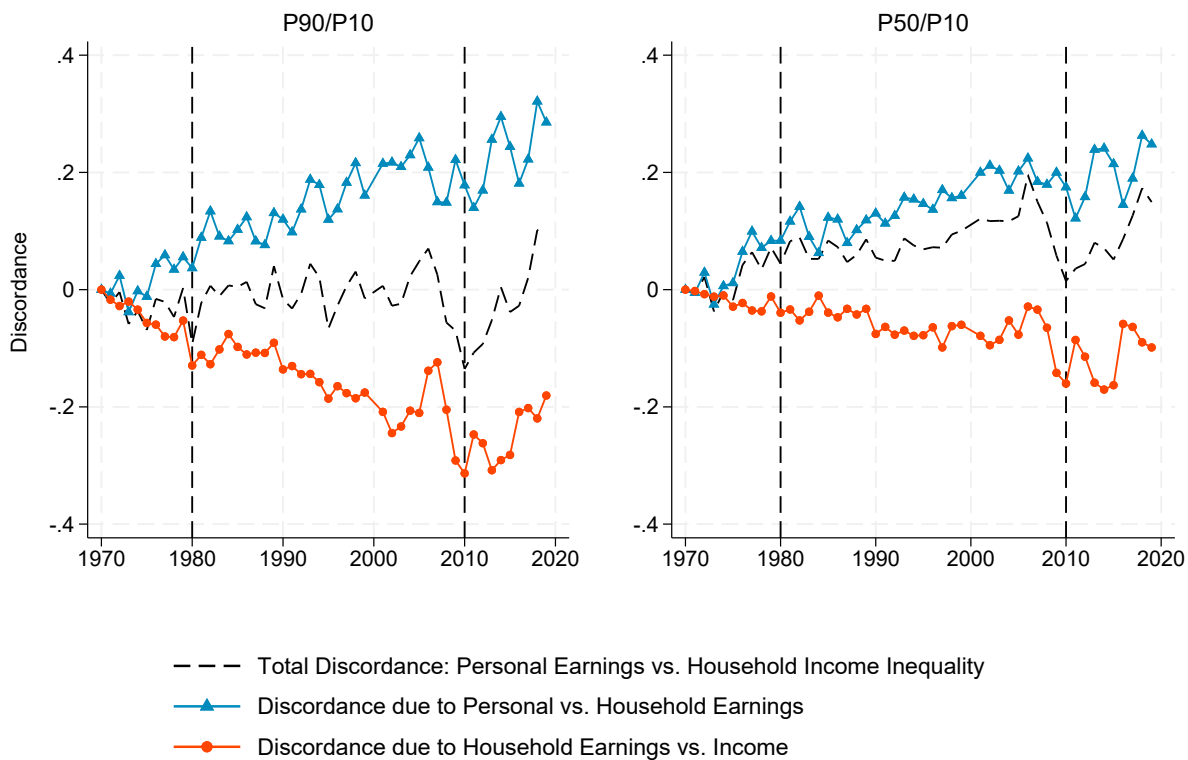 P90/P10
P50/P10
Discordance
.4
.2
0
-.2
-.4
1970 1980 1990 2000 2010 2020
.4
.2
0
-.2
-.4
1970 1980 1990 2000 2010 2020
Total Discordance: Personal Earnings vs. Household Income Inequality
Discordance due to Personal vs. Household Earnings
Discordance due to Household Earnings vs. Income